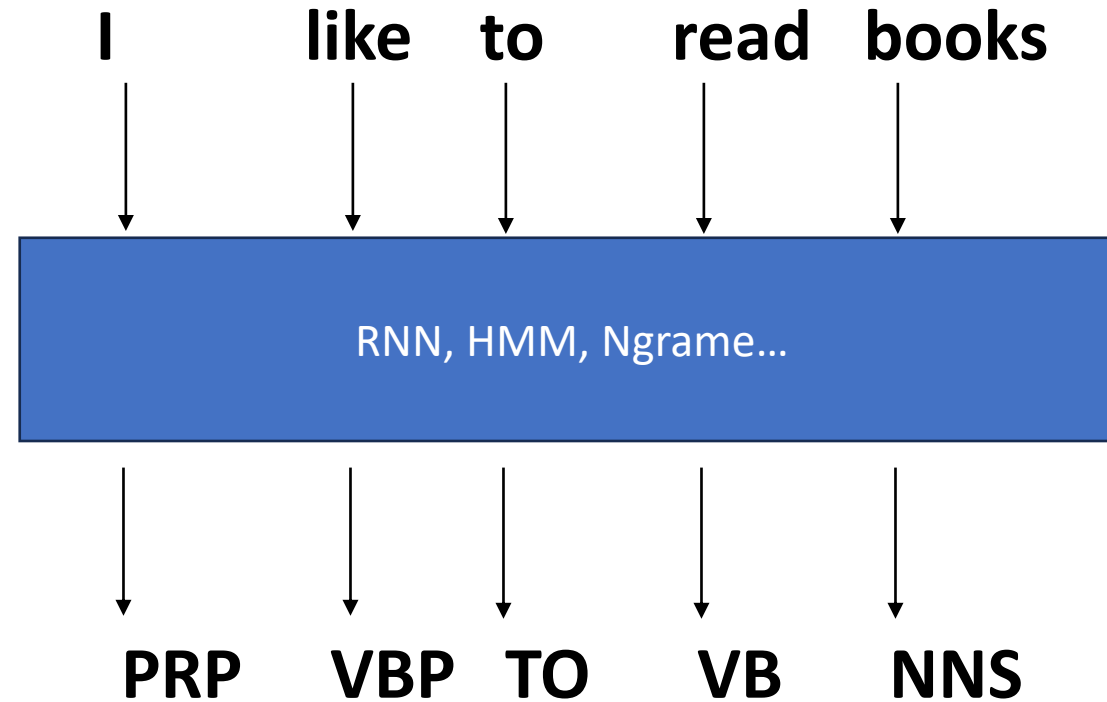 I like to read books
RNN, HMM, Ngrame...
PRP VBP TO VB NNS